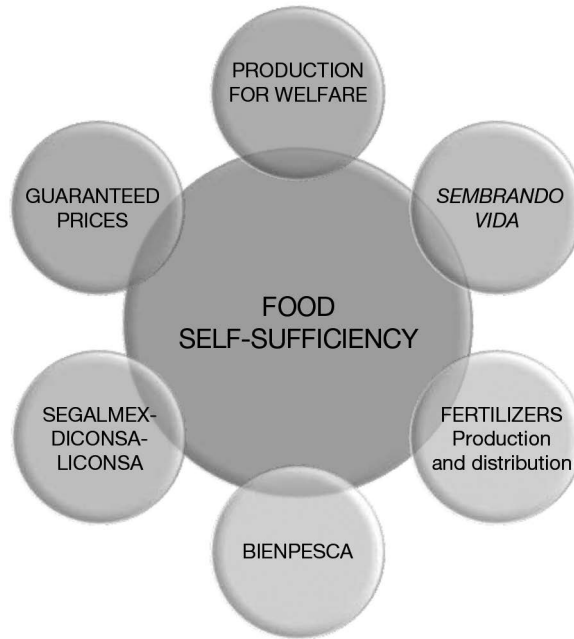 PRODUCTION
FOR WELFARE
GUARANTEED
PRICES
SEMBRANDO
VIDA
FOOD
SELF-SUFFICIENCY
SEGALMEX-
DICONSA-
LICONSA
FERTILIZERS
Production
and distribution
BIENPESCA